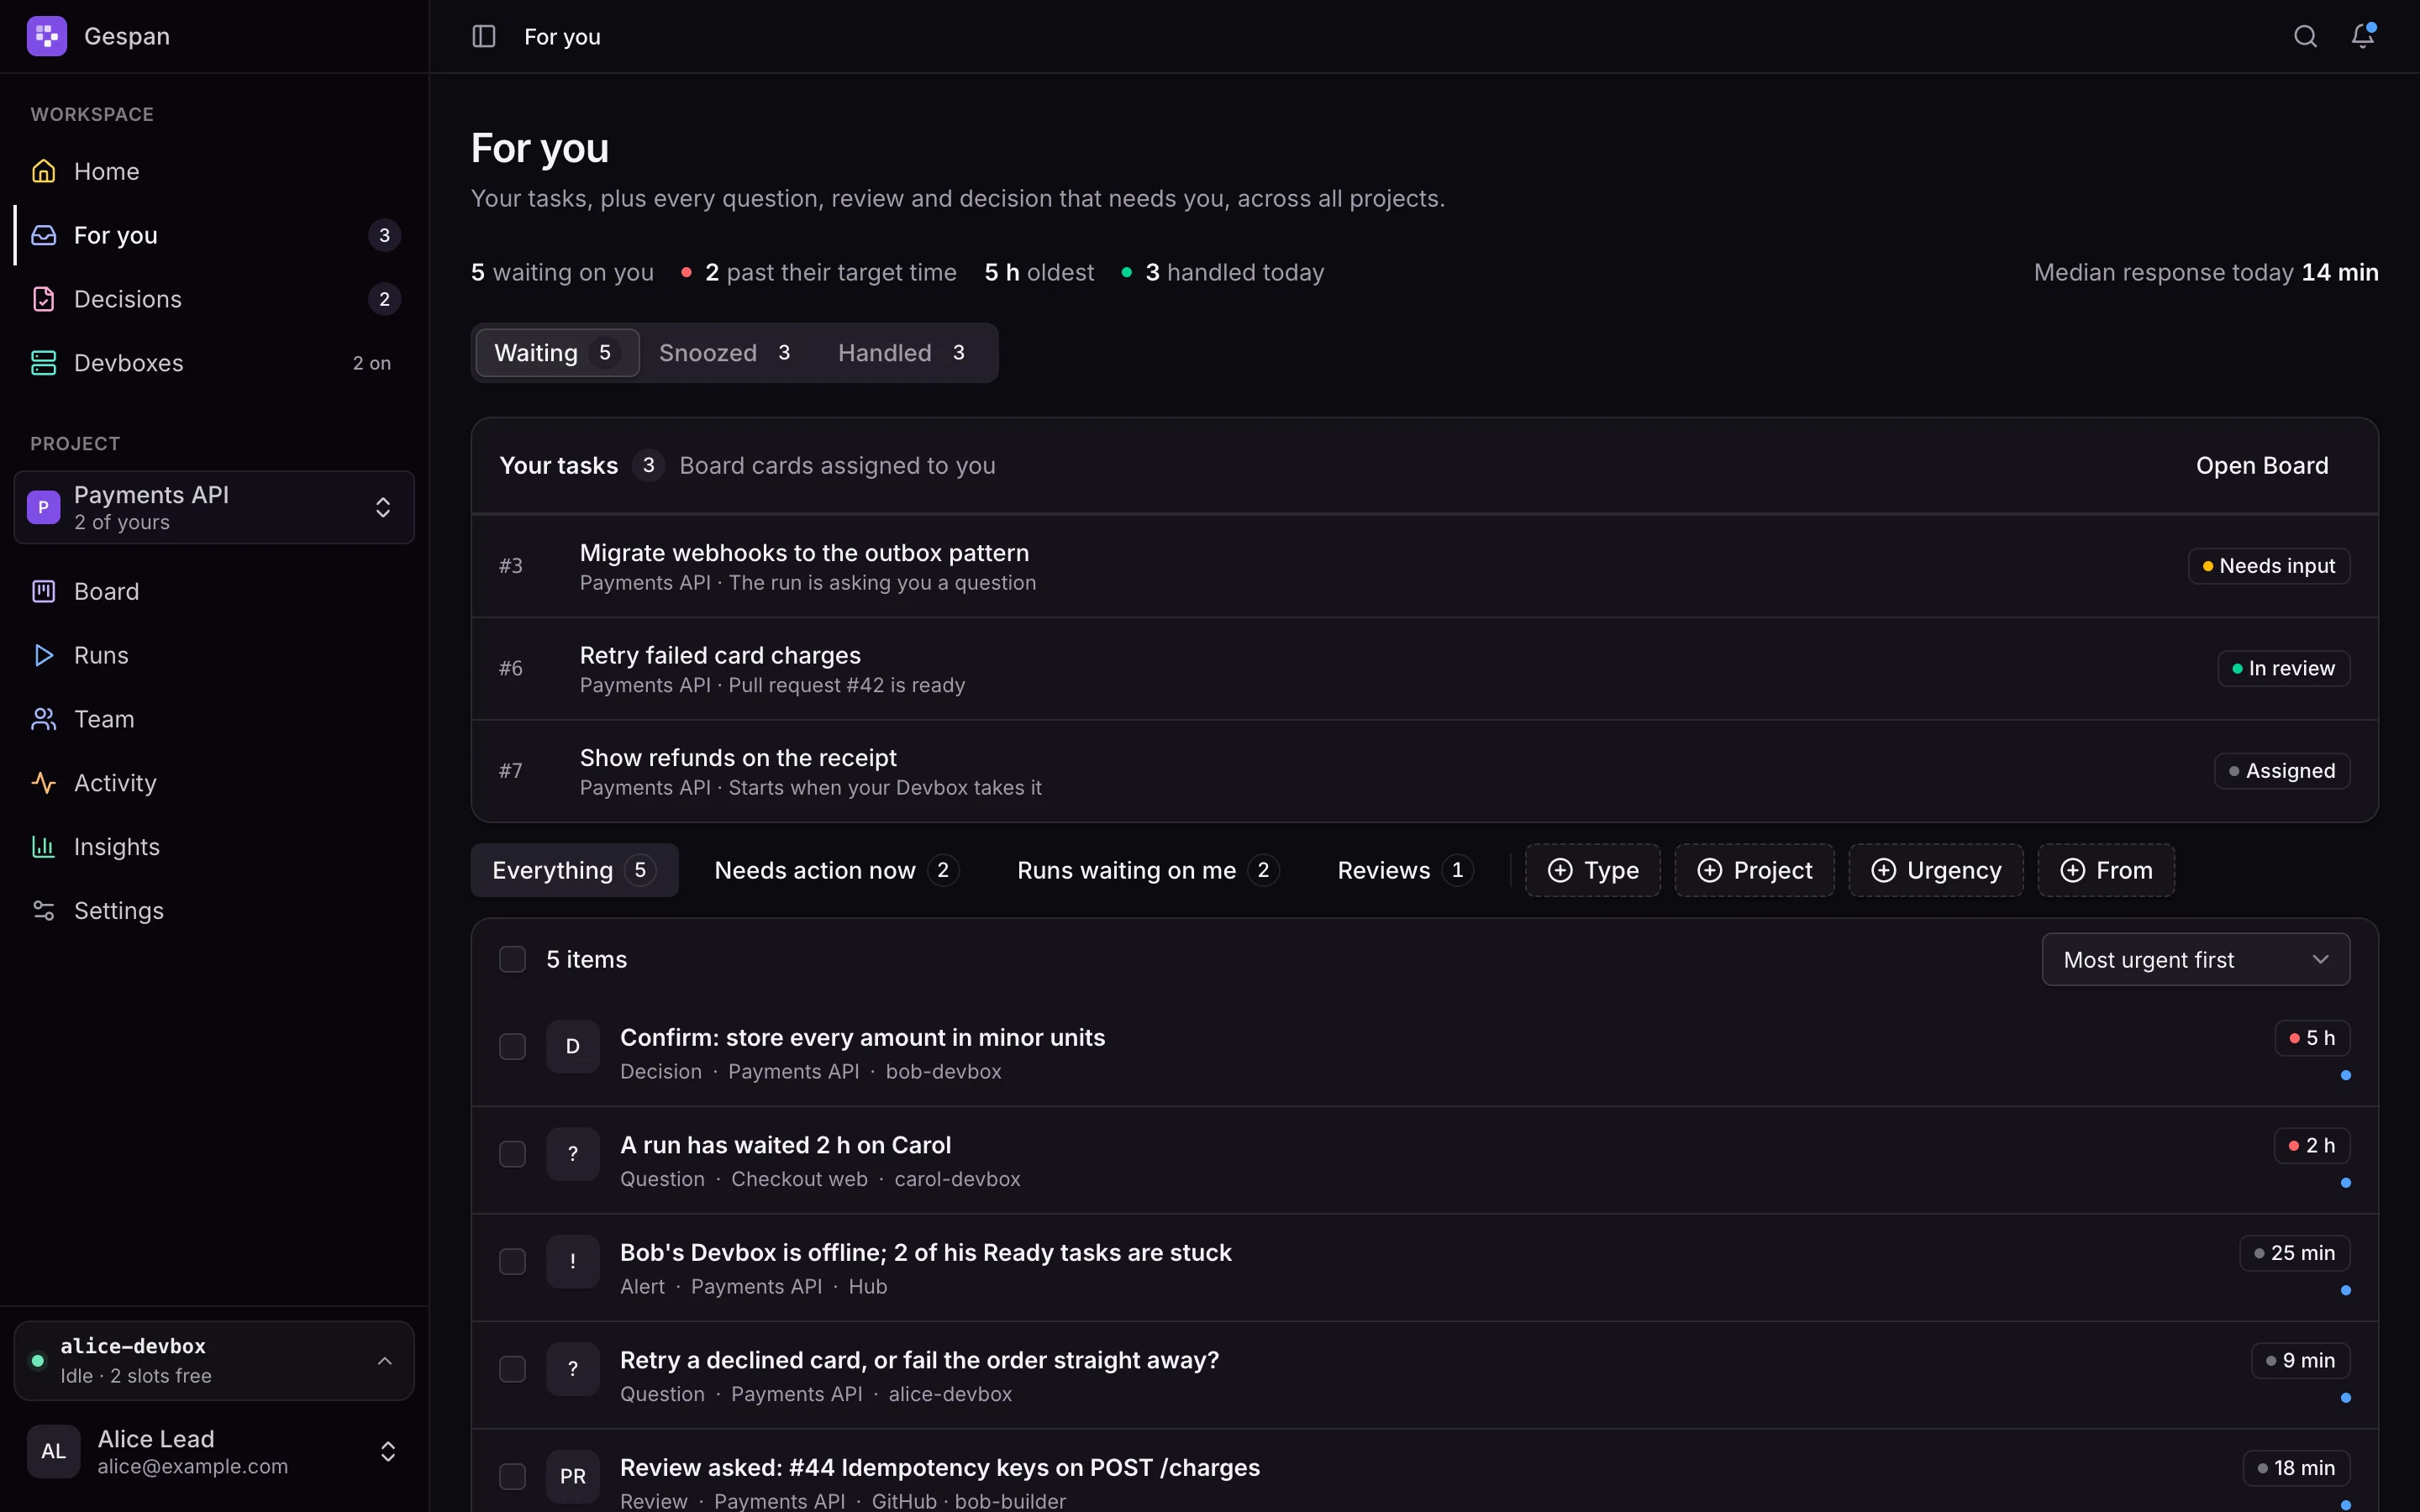 Gespan
WORKSPACE
Home
For you 3
Decisions 2
Devboxes 2 on
PROJECT
P
Payments API
2 of yours
Board
Runs
Team
Activity
Insights
Settings
alice-devbox
Idle · 2 slots free
AL
Alice Lead
alice@example.com
For you
For you
Your tasks, plus every question, review and decision that needs you, across all projects.
5 waiting on you 2 past their target time 5 h oldest 3 handled today Median response today 14 min
Waiting 5 Snoozed 3 Handled 3
Your tasks 3 Board cards assigned to you Open Board
#3 Migrate webhooks to the outbox pattern Needs input
Payments API · The run is asking you a question
#6 Retry failed card charges In review
Payments API · Pull request #42 is ready
#7 Show refunds on the receipt Assigned
Payments API · Starts when your Devbox takes it
Everything 5 Needs action now 2 Runs waiting on me 2 Reviews 1 Type Project Urgency From
5 items Most urgent first
D Confirm: store every amount in minor units 5 h
Decision · Payments API · bob-devbox
? A run has waited 2 h on Carol 2 h
Question · Checkout web · carol-devbox
! Bob's Devbox is offline; 2 of his Ready tasks are stuck 25 min
Alert · Payments API · Hub
? Retry a declined card, or fail the order straight away? 9 min
Question · Payments API · alice-devbox
PR Review asked: #44 Idempotency keys on POST /charges 18 min
Review · Payments API · GitHub · bob-builder